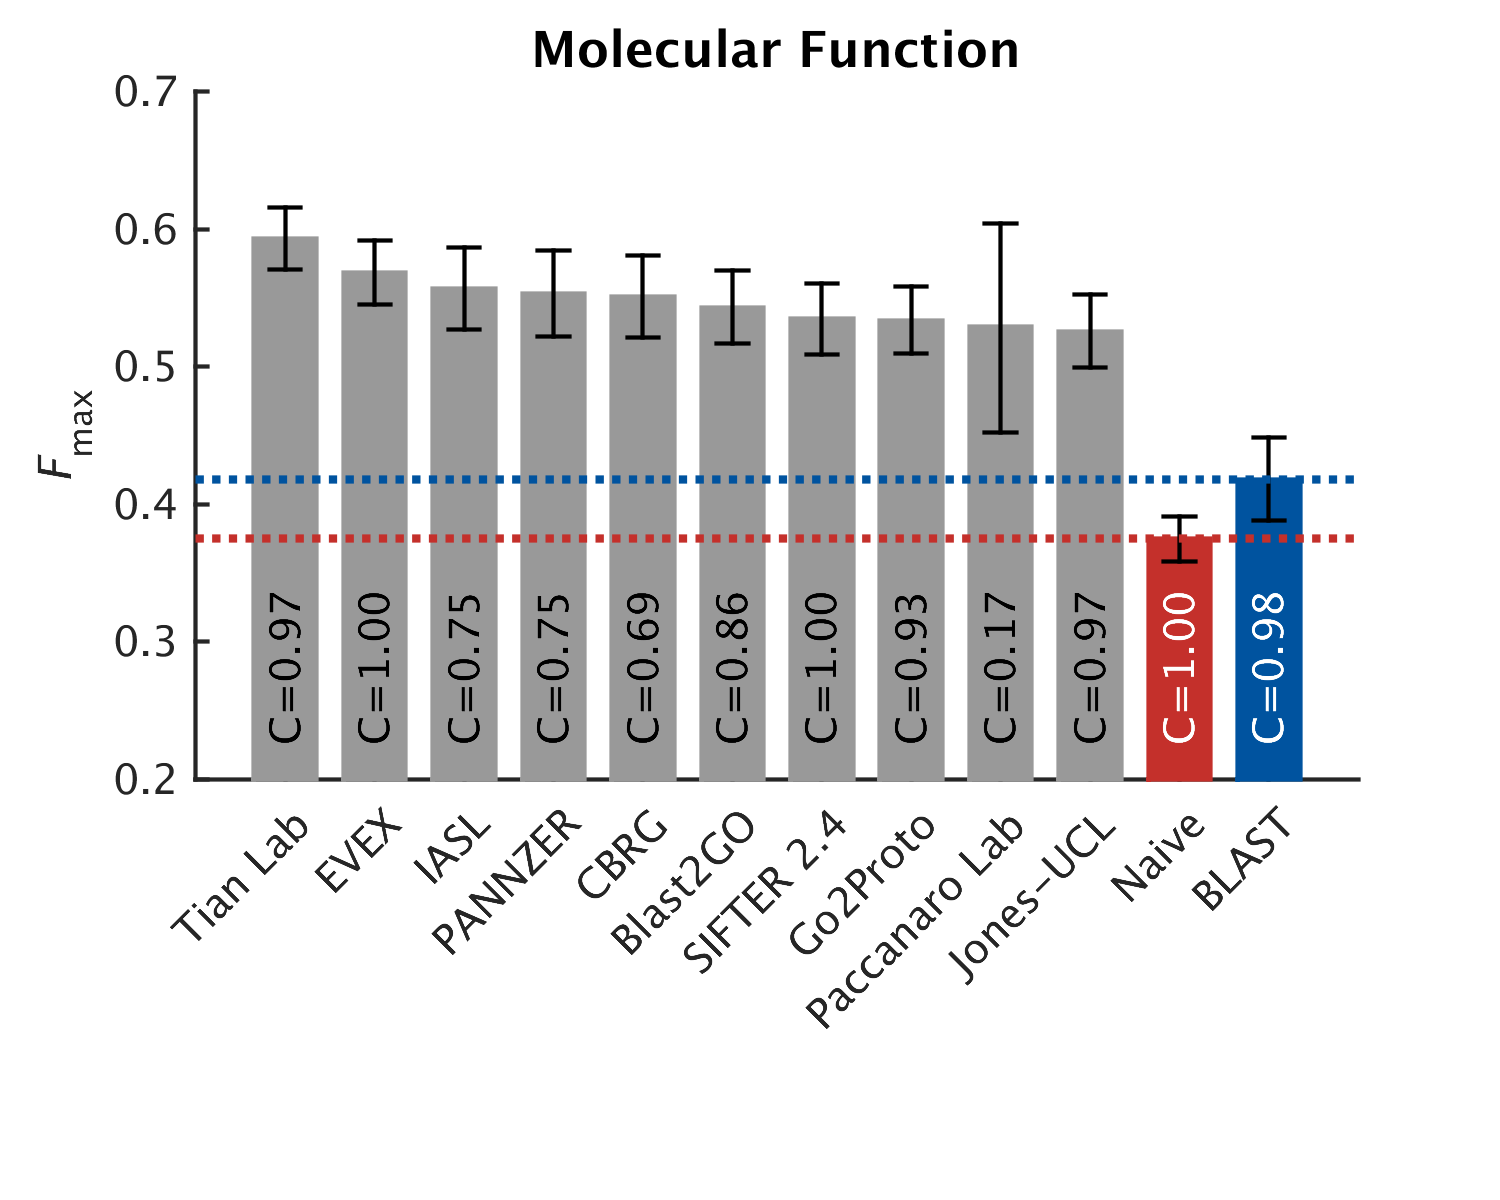 Molecular Function
0.7
0.6
0.5
0.4
0.3
0.2
Fmax
C=0.97
C=1.00
C=0.75
C=0.75
C=0.69
C=0.86
C=1.00
C=0.93
C=0.17
C=0.97
C=1.00
C=0.98
Tian Lab
EVEX
IASL
PANNZER
CBRG
Blast2GO
SIFTER 2.4
Go2Proto
Paccanaro Lab
Jones-UCL
Naive
BLAST